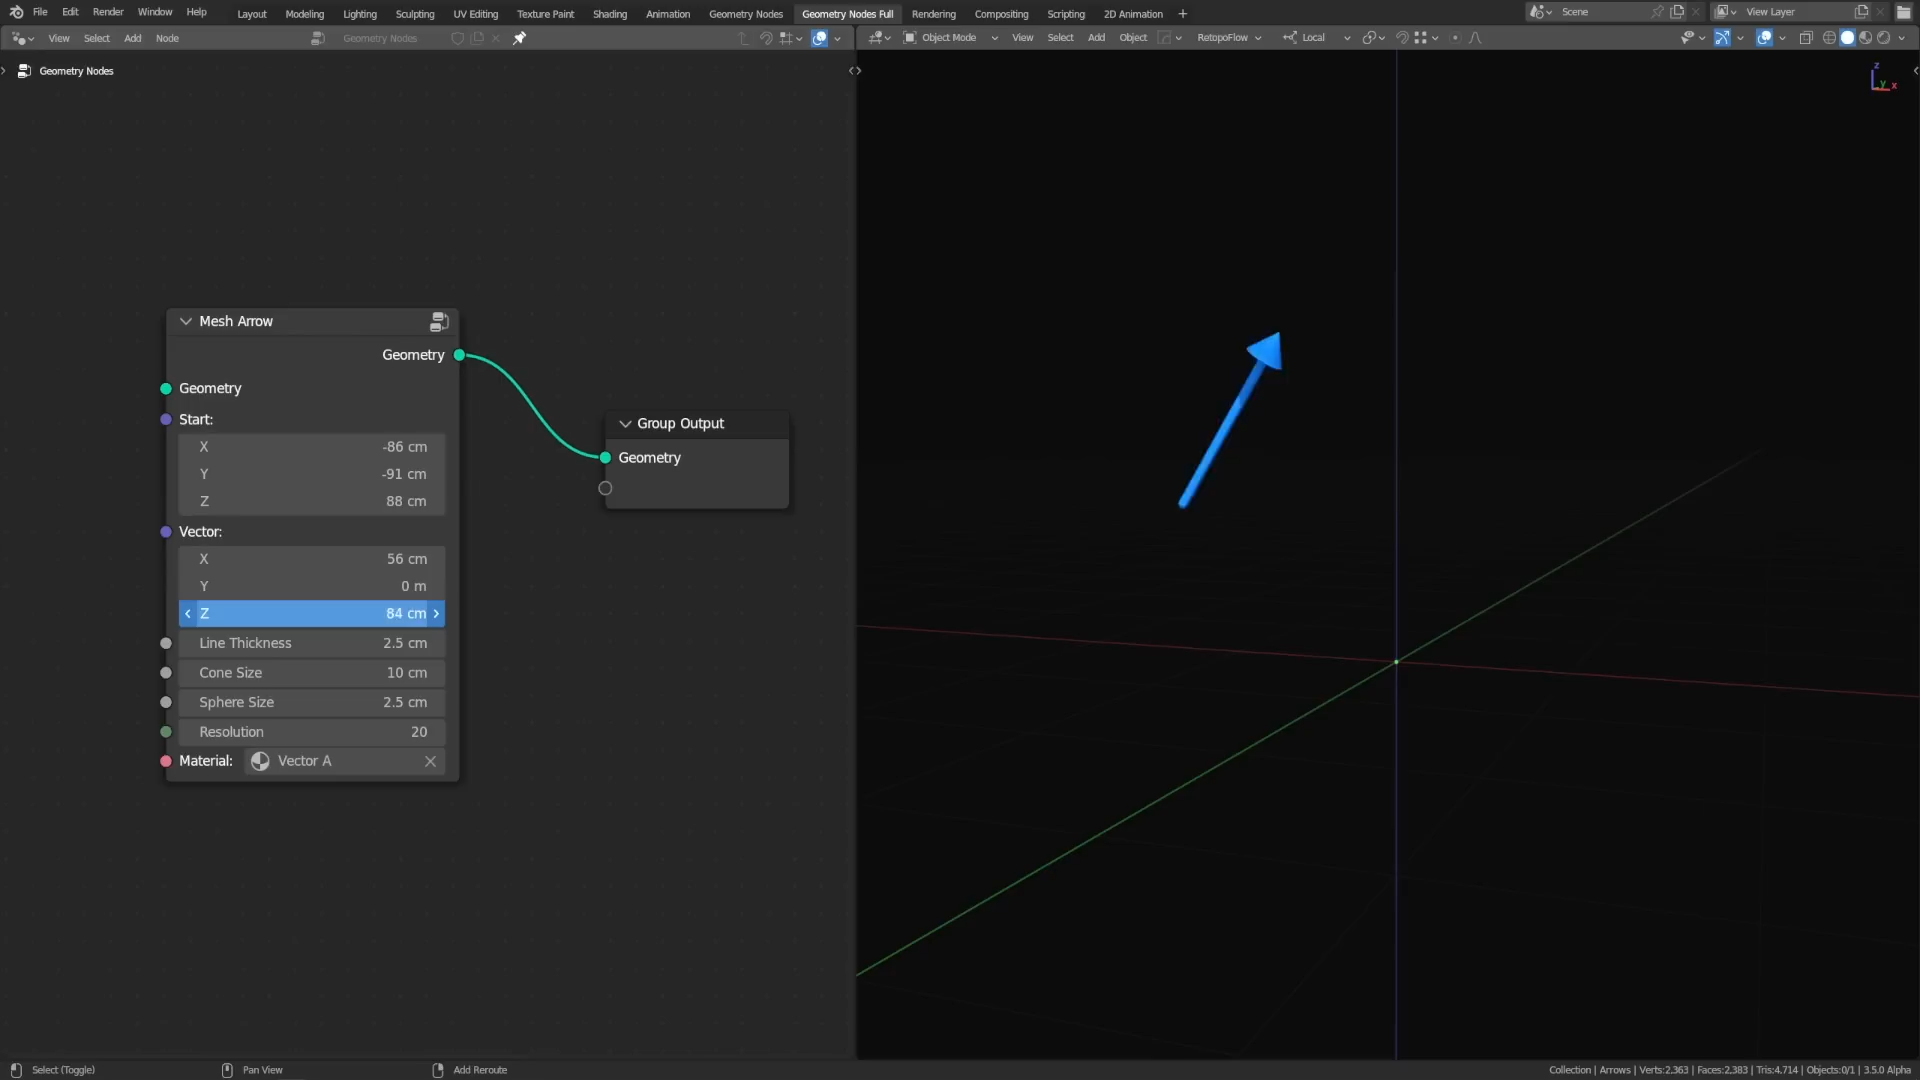 File Edit Render Window Help Layout Modeling Lighting Sculpting UV Editing Texture Paint Shading Animation Geometry Nodes Geometry Nodes Full Rendering Compositing Scripting 2D Animation + Scene View Layer
View Select Add Node Geometry Nodes Object Mode View Select Add Object RetopoFlow Local
Geometry Nodes
Z
Y X
Mesh Arrow
Geometry
Geometry
Start:
X -86 cm
Y -91 cm
Z 88 cm
Vector:
X 56 cm
Y 0 m
Z 84 cm
Line Thickness 2.5 cm
Cone Size 10 cm
Sphere Size 2.5 cm
Resolution 20
Material: Vector A
Group Output
Geometry
Select (Toggle) Pan View Add Reroute Collection | Arrows | Verts:2,363 | Faces:2,383 | Tris:4,714 | Objects:0/1 | 3.5.0 Alpha